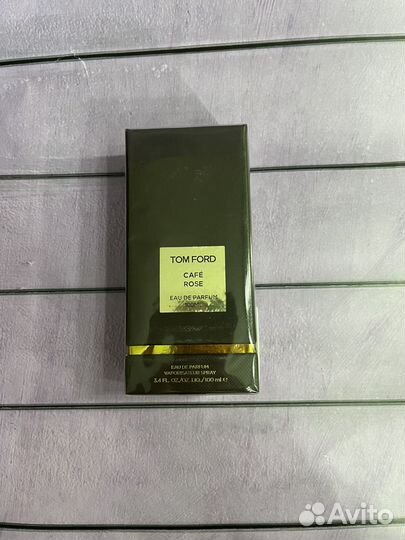 TOM FORD
CAFÉ
ROSE
EAU DE PARFUM
100ML
EAU DE PARFUM
VAPORISATEUR SPRAY
3.4 FL.OZ./OZ.LIQ./100 ml e
Avito